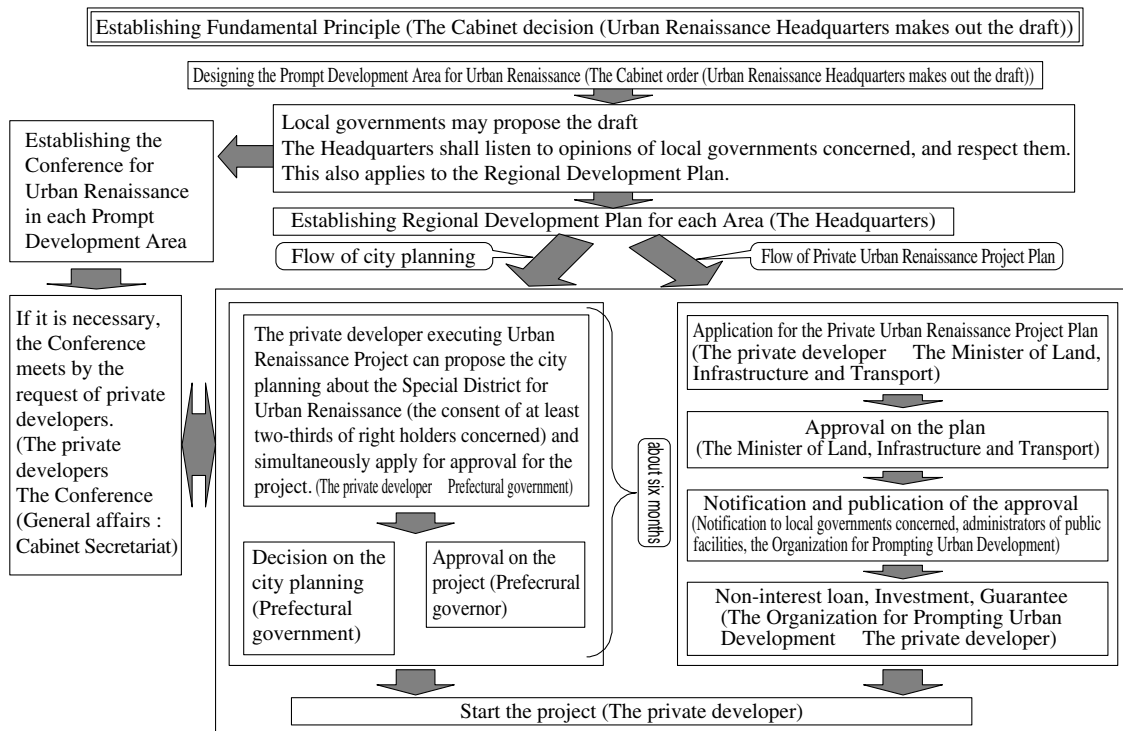 Establishing Fundamental Principle (The Cabinet decision (Urban Renaissance Headquarters makes out the draft))
Designing the Prompt Development Area for Urban Renaissance (The Cabinet order (Urban Renaissance Headquarters makes out the draft))
Local governments may propose the draft
The Headquarters shall listen to opinions of local governments concerned, and respect them.
This also applies to the Regional Development Plan.
Establishing the
Conference for
Urban Renaissance
in each Prompt
Development Area
Establishing Regional Development Plan for each Area (The Headquarters)
Flow of city planning
Flow of Private Urban Renaissance Project Plan
If it is necessary,
the Conference
meets by the
request of private
developers.
(The private
developers
The Conference
(General affairs :
Cabinet Secretariat)
The private developer executing Urban
Renaissance Project can propose the city
planning about the Special District for
Urban Renaissance (the consent of at least
two-thirds of right holders concerned) and
simultaneously apply for approval for the
project. (The private developer Prefectural government)
Decision on the
city planning
(Prefectural
government)
Approval on the
project (Prefecrural
governor)
about six months
Application for the Private Urban Renaissance Project Plan
(The private developer The Minister of Land,
Infrastructure and Transport)
Approval on the plan
(The Minister of Land, Infrastructure and Transport)
Notification and publication of the approval
(Notification to local governments concerned, administrators of public
facilities, the Organization for Prompting Urban Development)
Non-interest loan, Investment, Guarantee
(The Organization for Prompting Urban
Development The private developer)
Start the project (The private developer)